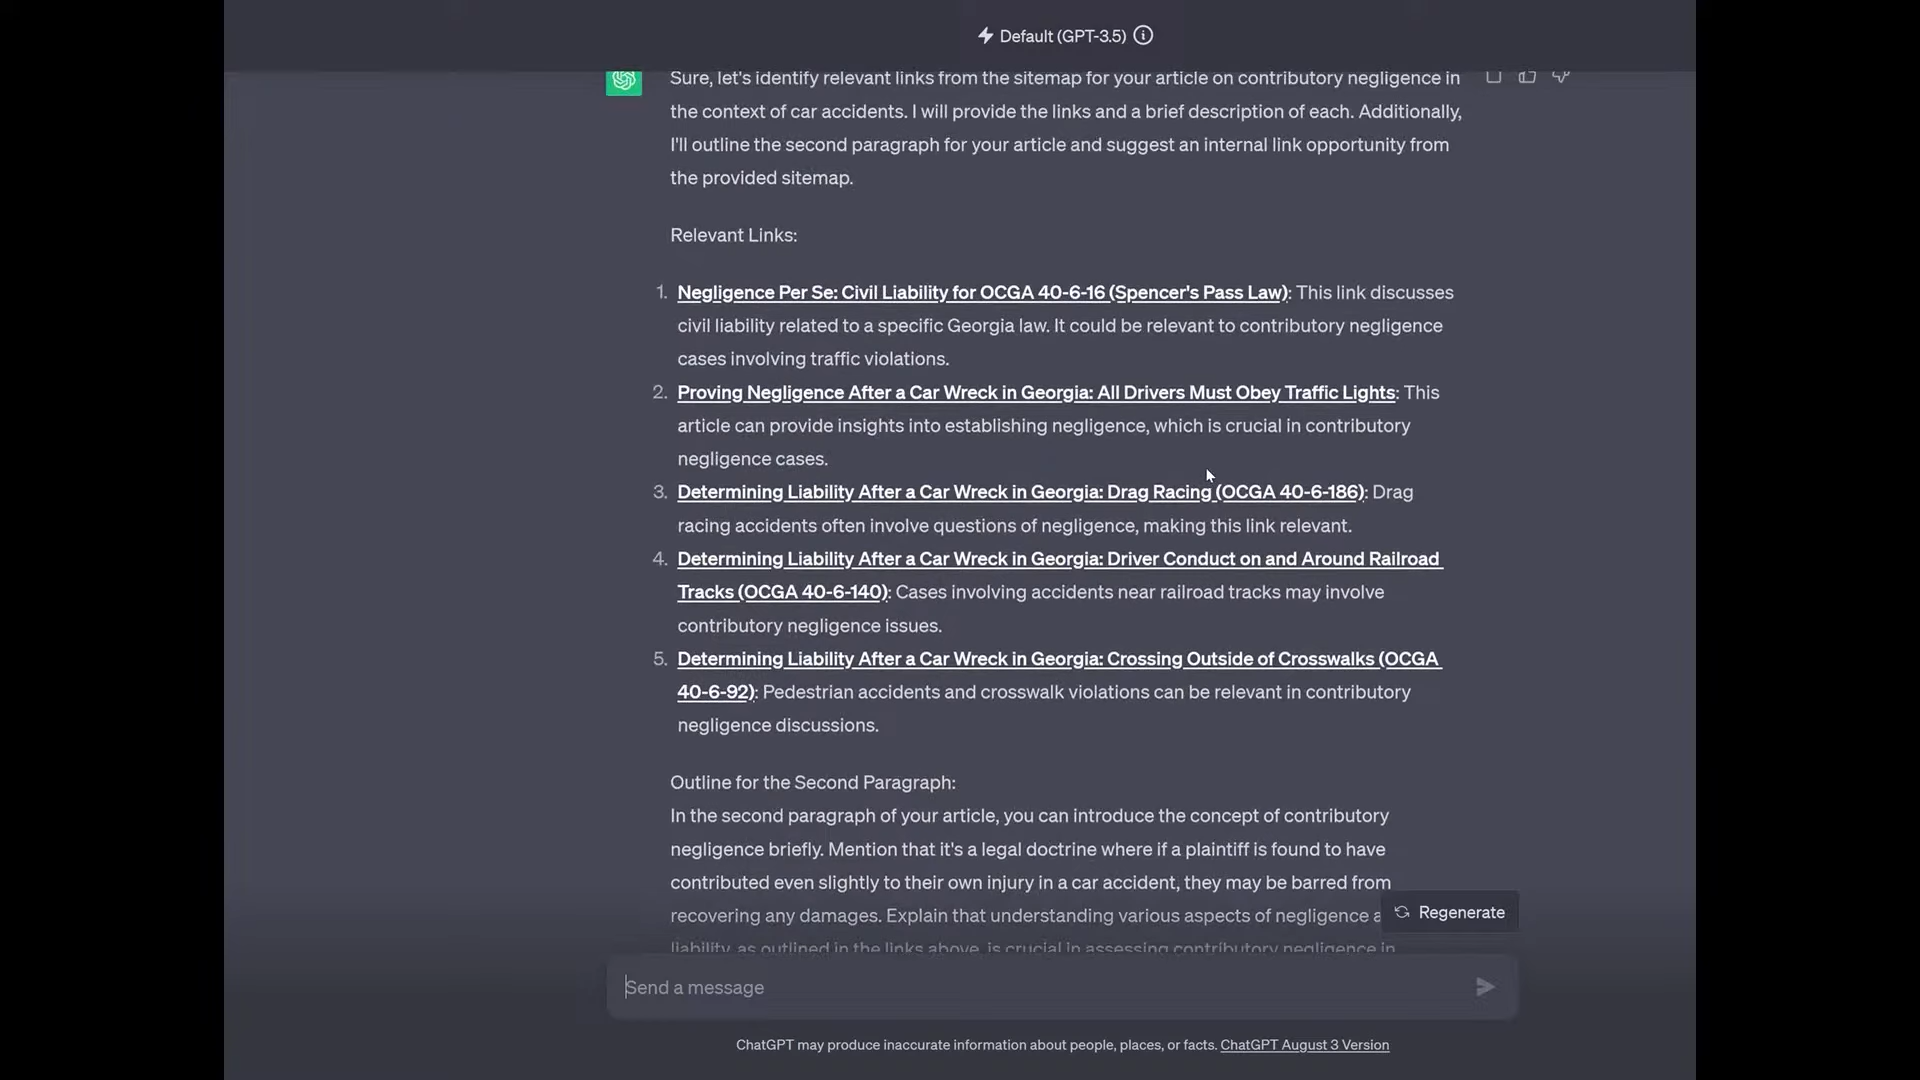 Default (GPT-3.5)
Sure, let's identify relevant links from the sitemap for your article on contributory negligence in
the context of car accidents. I will provide the links and a brief description of each. Additionally,
I'll outline the second paragraph for your article and suggest an internal link opportunity from
the provided sitemap.
Relevant Links:
1. Negligence Per Se: Civil Liability for OCGA 40-6-16 (Spencer's Pass Law): This link discusses
civil liability related to a specific Georgia law. It could be relevant to contributory negligence
cases involving traffic violations.
2. Proving Negligence After a Car Wreck in Georgia: All Drivers Must Obey Traffic Lights: This
article can provide insights into establishing negligence, which is crucial in contributory
negligence cases.
3. Determining Liability After a Car Wreck in Georgia: Drag Racing (OCGA 40-6-186): Drag
racing accidents often involve questions of negligence, making this link relevant.
4. Determining Liability After a Car Wreck in Georgia: Driver Conduct on and Around Railroad
Tracks (OCGA 40-6-140): Cases involving accidents near railroad tracks may involve
contributory negligence issues.
5. Determining Liability After a Car Wreck in Georgia: Crossing Outside of Crosswalks (OCGA
40-6-92): Pedestrian accidents and crosswalk violations can be relevant in contributory
negligence discussions.
Outline for the Second Paragraph:
In the second paragraph of your article, you can introduce the concept of contributory
negligence briefly. Mention that it's a legal doctrine where if a plaintiff is found to have
contributed even slightly to their own injury in a car accident, they may be barred from
recovering any damages. Explain that understanding various aspects of negligence
Regenerate
liability, as outlined in the links above, is crucial in assessing contributory negligence in
Send a message
ChatGPT may produce inaccurate information about people, places, or facts. ChatGPT August 3 Version